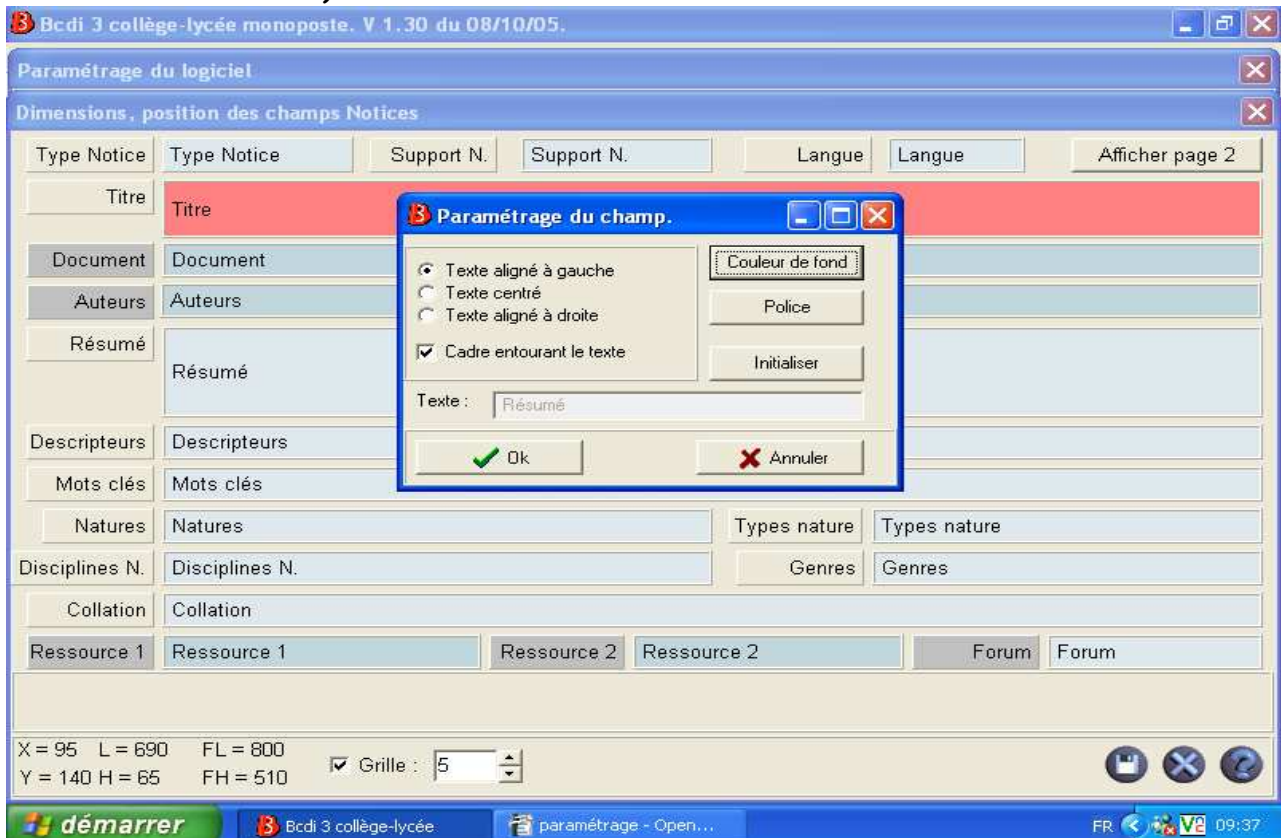 Bcdi 3 collège-lycée monoposte. V 1.30 du 08/10/05.
Paramétrage du logiciel
Dimensions, position des champs Notices
Type Notice Type Notice Support N. Support N. Langue Langue Afficher page 2
Titre Titre
Document Document
Auteurs Auteurs
Résumé Résumé
Descripteurs Descripteurs
Mots clés Mots clés
Natures Natures Types nature Types nature
Disciplines N. Disciplines N. Genres Genres
Collation Collation
Ressource 1 Ressource 1 Ressource 2 Ressource 2 Forum Forum
Paramétrage du champ.
Texte aligné à gauche
Texte centré
Texte aligné à droite
Cadre entourant le texte
Couleur de fond
Police
Initialiser
Texte : Résumé
Ok Annuler
X = 95 L = 690 FL = 800
Y = 140 H = 65 FH = 510
Grille : 5
démarrer Bcdi 3 collège-lycée paramétrage - Open... FR 09:37